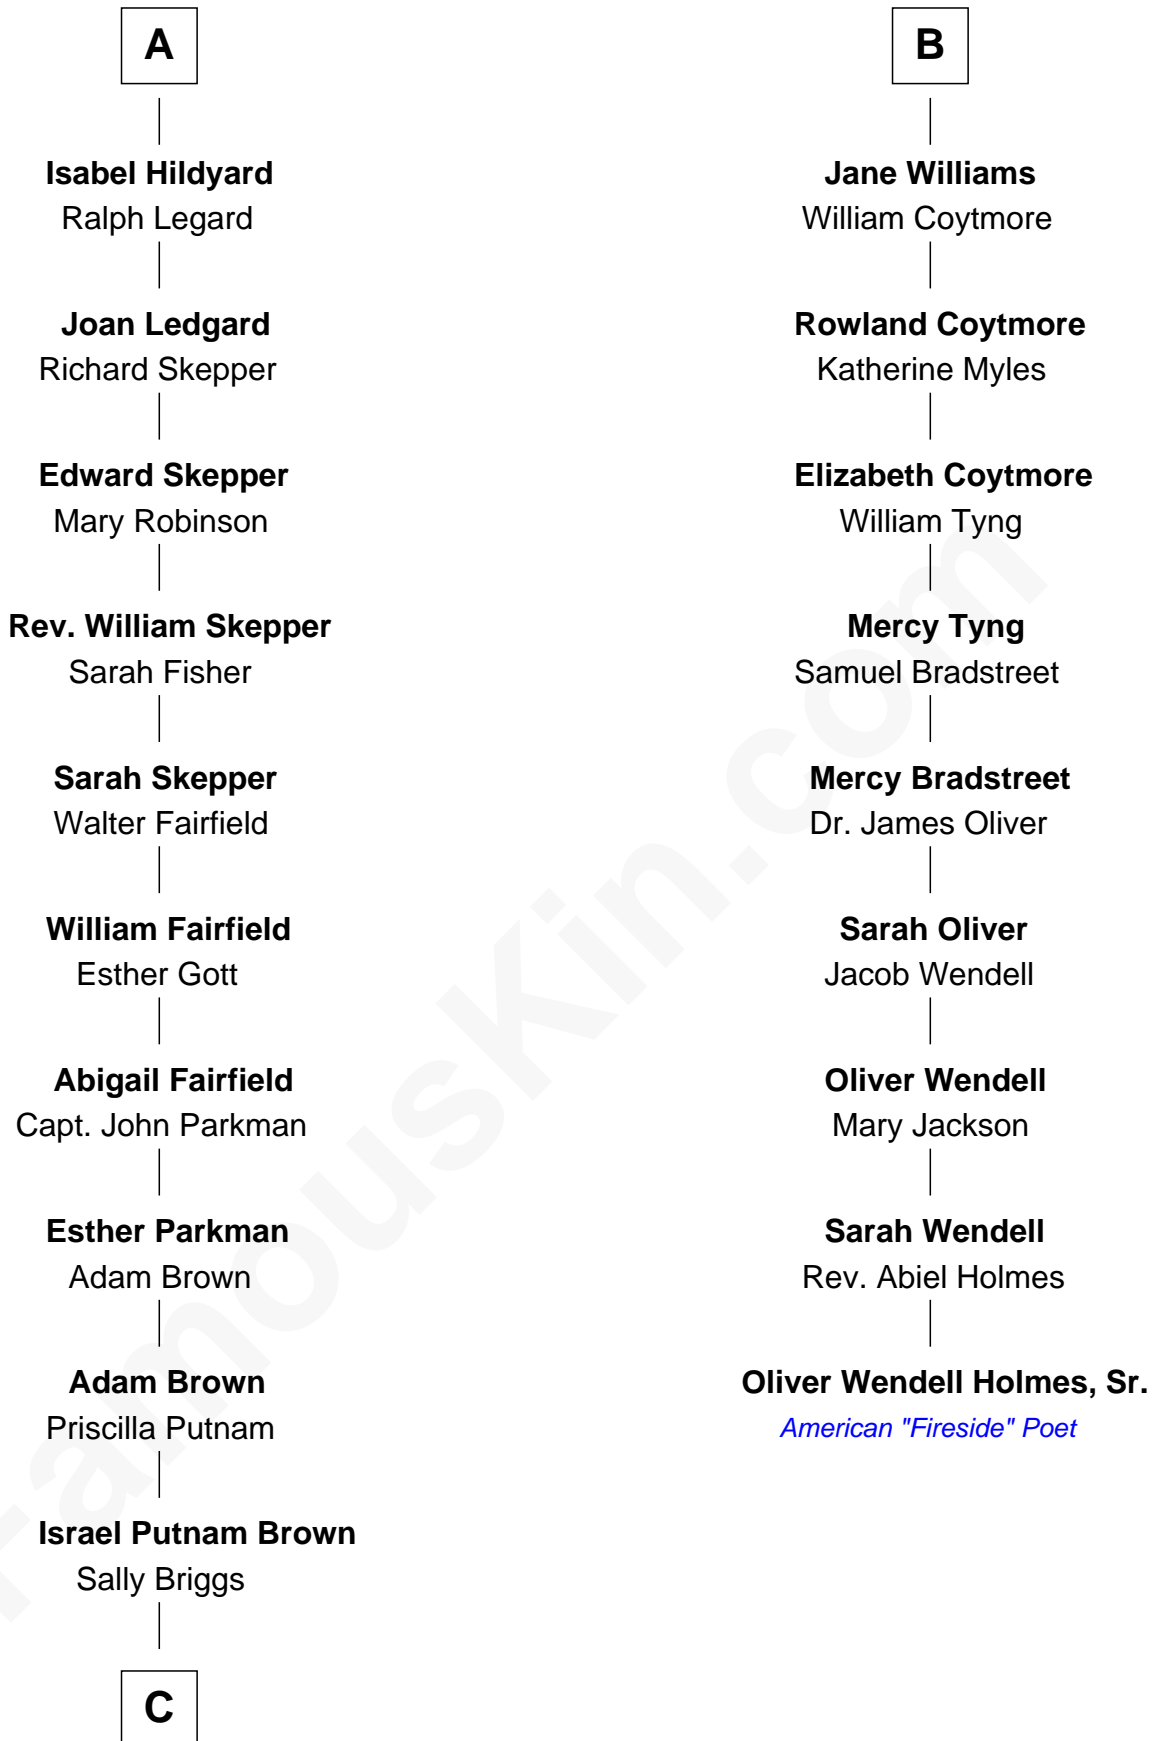 A
Isabel Hildyard
Ralph Legard
Joan Ledgard
Richard Skepper
Edward Skepper
Mary Robinson
Rev. William Skepper
Sarah Fisher
Sarah Skepper
Walter Fairfield
William Fairfield
Esther Gott
Abigail Fairfield
Capt. John Parkman
Esther Parkman
Adam Brown
Adam Brown
Priscilla Putnam
Israel Putnam Brown
Sally Briggs
C
B
Jane Williams
William Coytmore
Rowland Coytmore
Katherine Myles
Elizabeth Coytmore
William Tyng
Mercy Tyng
Samuel Bradstreet
Mercy Bradstreet
Dr. James Oliver
Sarah Oliver
Jacob Wendell
Oliver Wendell
Mary Jackson
Sarah Wendell
Rev. Abiel Holmes
Oliver Wendell Holmes, Sr.
American "Fireside" Poet
FamousKin.com